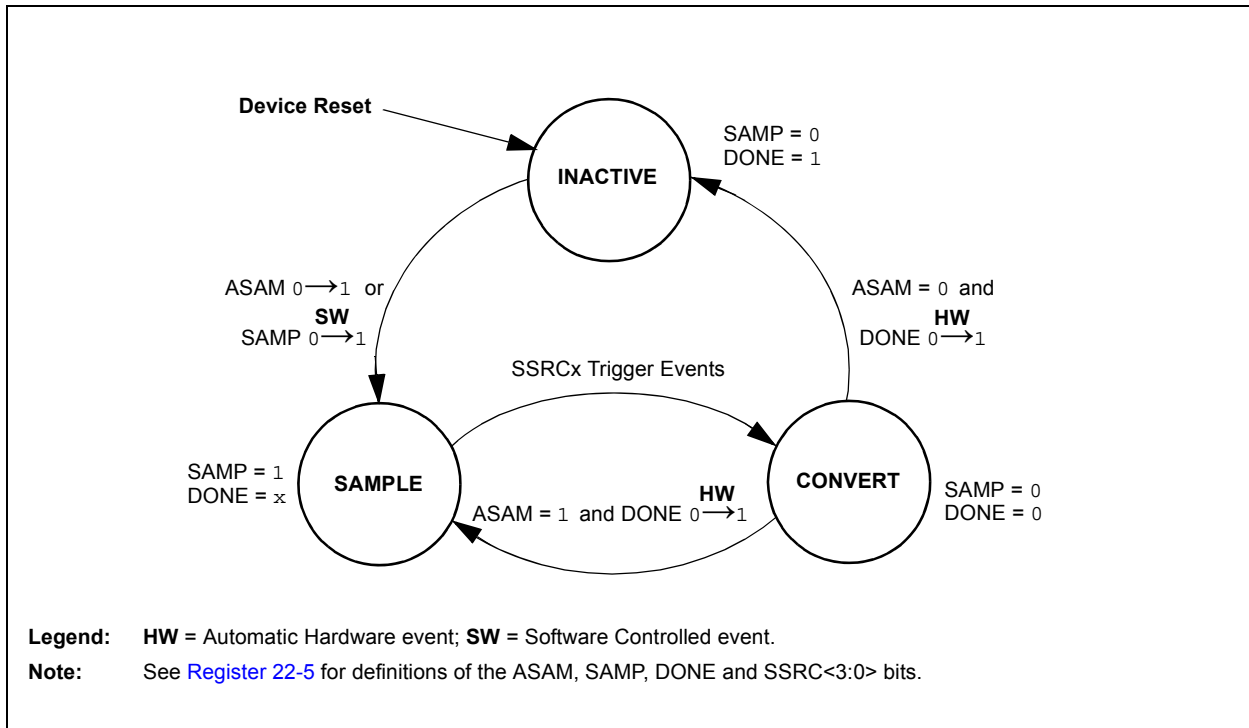 Device Reset
INACTIVE
SAMP = 0
DONE = 1
ASAM 0→1 or
SW
SAMP 0→1
ASAM = 0 and
HW
DONE 0→1
SSRCx Trigger Events
SAMP = 1
DONE = x
SAMPLE
HW
ASAM = 1 and DONE 0→1
CONVERT
SAMP = 0
DONE = 0
Legend: HW = Automatic Hardware event; SW = Software Controlled event.
Note: See Register 22-5 for definitions of the ASAM, SAMP, DONE and SSRC<3:0> bits.